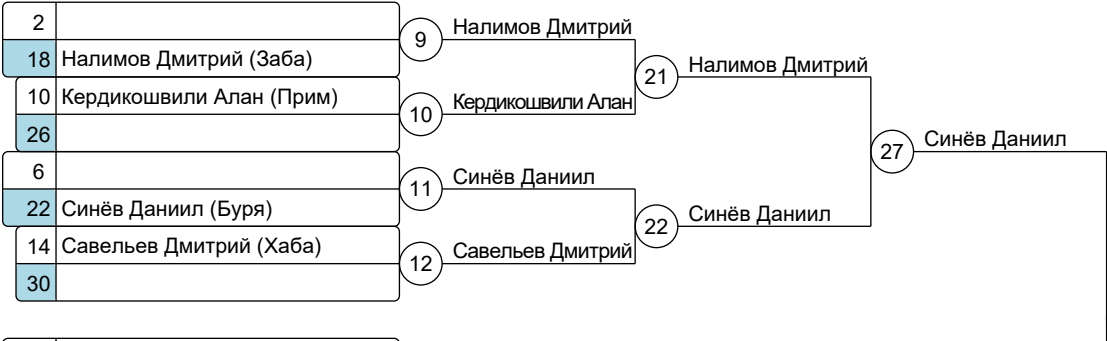 2
18 Налимов Дмитрий (Заба)
10 Кердикошвили Алан (Прим)
26
6
22 Синёв Даниил (Буря)
14 Савельев Дмитрий (Хаба)
30
9 Налимов Дмитрий
10 Кердикошвили Алан
11 Синёв Даниил
12 Савельев Дмитрий
21 Налимов Дмитрий
22 Синёв Даниил
27 Синёв Даниил